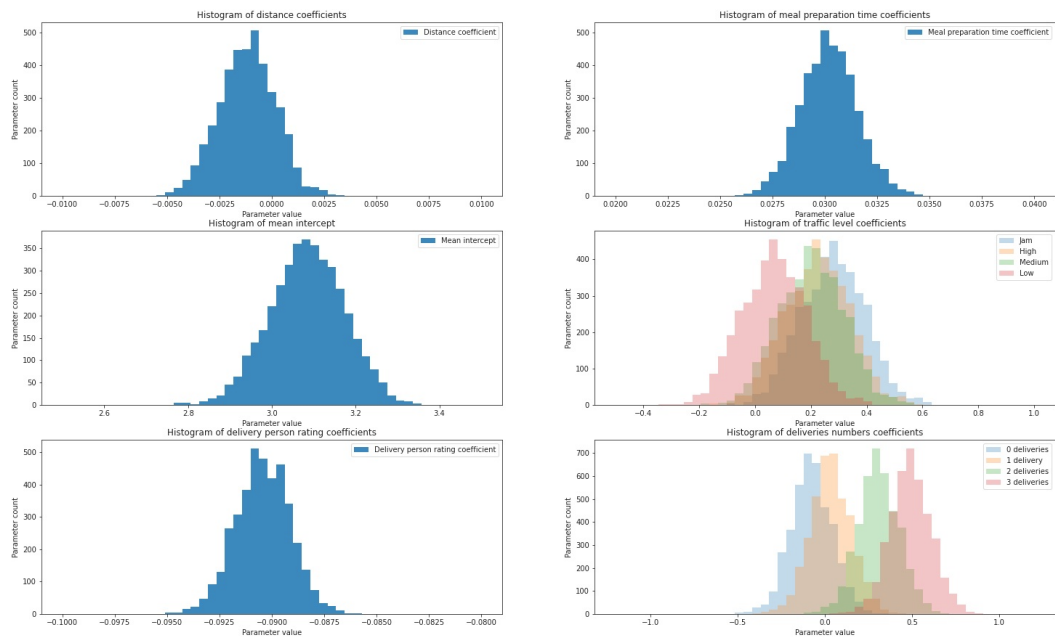 Histogram of distance coefficients
Distance coefficient
Parameter count
500
400
300
200
100
0
−0.0100 −0.0075 −0.0050 −0.0025 0.0000 0.0025 0.0050 0.0075 0.0100
Parameter value
Histogram of meal preparation time coefficients
Meal preparation time coefficient
Parameter count
500
400
300
200
100
0
0.0200 0.0225 0.0250 0.0275 0.0300 0.0325 0.0350 0.0375 0.0400
Parameter value
Histogram of mean intercept
Mean intercept
Parameter count
350
300
250
200
150
100
50
0
2.6 2.8 3.0 3.2 3.4
Parameter value
Histogram of traffic level coefficients
Jam
High
Medium
Low
Parameter count
400
300
200
100
0
−0.4 −0.2 0.0 0.2 0.4 0.6 0.8 1.0
Parameter value
Histogram of delivery person rating coefficients
Delivery person rating coefficient
Parameter count
500
400
300
200
100
0
−0.1000 −0.0975 −0.0950 −0.0925 −0.0900 −0.0875 −0.0850 −0.0825 −0.0800
Parameter value
Histogram of deliveries numbers coefficients
0 deliveries
1 delivery
2 deliveries
3 deliveries
Parameter count
700
600
500
400
300
200
100
0
−1.0 −0.5 0.0 0.5 1.0
Parameter value